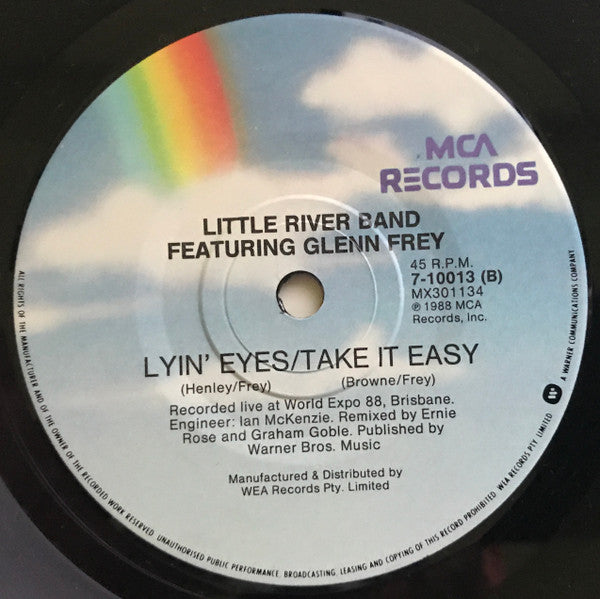 MCA
RECORDS
LITTLE RIVER BAND
FEATURING GLENN FREY
45 R.P.M.
7-10013 (B)
MX301134
℗ 1988 MCA
Records, Inc.
LYIN' EYES/TAKE IT EASY
(Henley/Frey) (Browne/Frey)
Recorded live at World Expo 88, Brisbane.
Engineer: Ian McKenzie. Remixed by Ernie
Rose and Graham Goble. Published by
Warner Bros. Music
Manufactured & Distributed by
WEA Records Pty. Limited
ALL RIGHTS OF THE MANUFACTURER AND OF THE OWNER OF THE RECORDED WORK RESERVED. UNAUTHORISED PUBLIC PERFORMANCE, BROADCASTING, LEASING AND COPYING OF THIS RECORD PROHIBITED. WEA RECORDS PTY. LIMITED A WARNER COMMUNICATIONS COMPANY